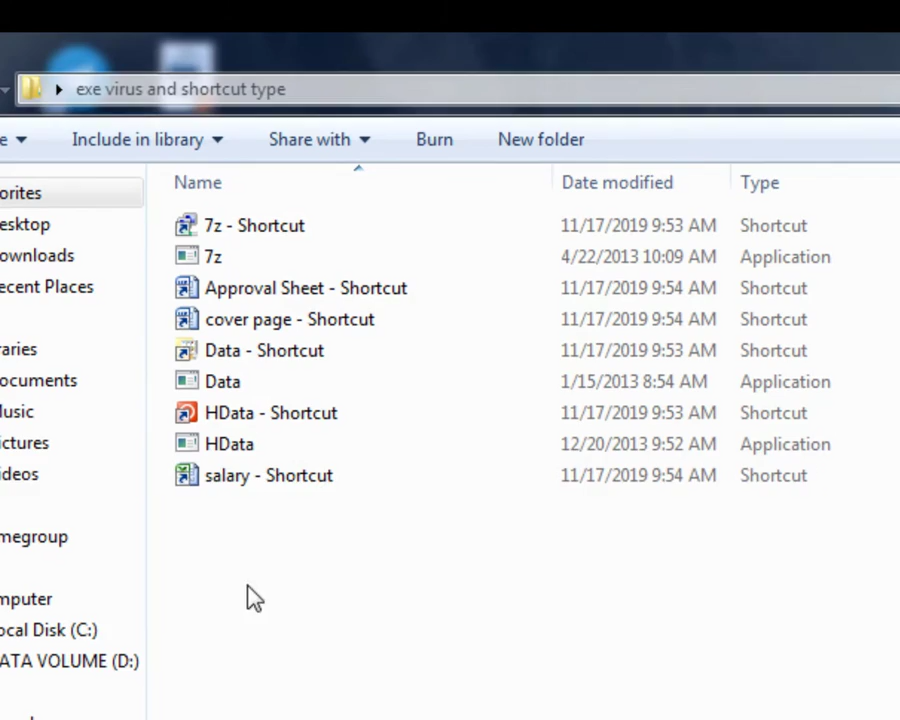 exe virus and shortcut type
e Include in library Share with Burn New folder
Name Date modified Type
orites
esktop
ownloads
ecent Places
raries
ocuments
usic
ictures
ideos
megroup
mputer
ocal Disk (C:)
ATA VOLUME (D:)
7z - Shortcut 11/17/2019 9:53 AM Shortcut
7z 4/22/2013 10:09 AM Application
Approval Sheet - Shortcut 11/17/2019 9:54 AM Shortcut
cover page - Shortcut 11/17/2019 9:54 AM Shortcut
Data - Shortcut 11/17/2019 9:53 AM Shortcut
Data 1/15/2013 8:54 AM Application
HData - Shortcut 11/17/2019 9:53 AM Shortcut
HData 12/20/2013 9:52 AM Application
salary - Shortcut 11/17/2019 9:54 AM Shortcut